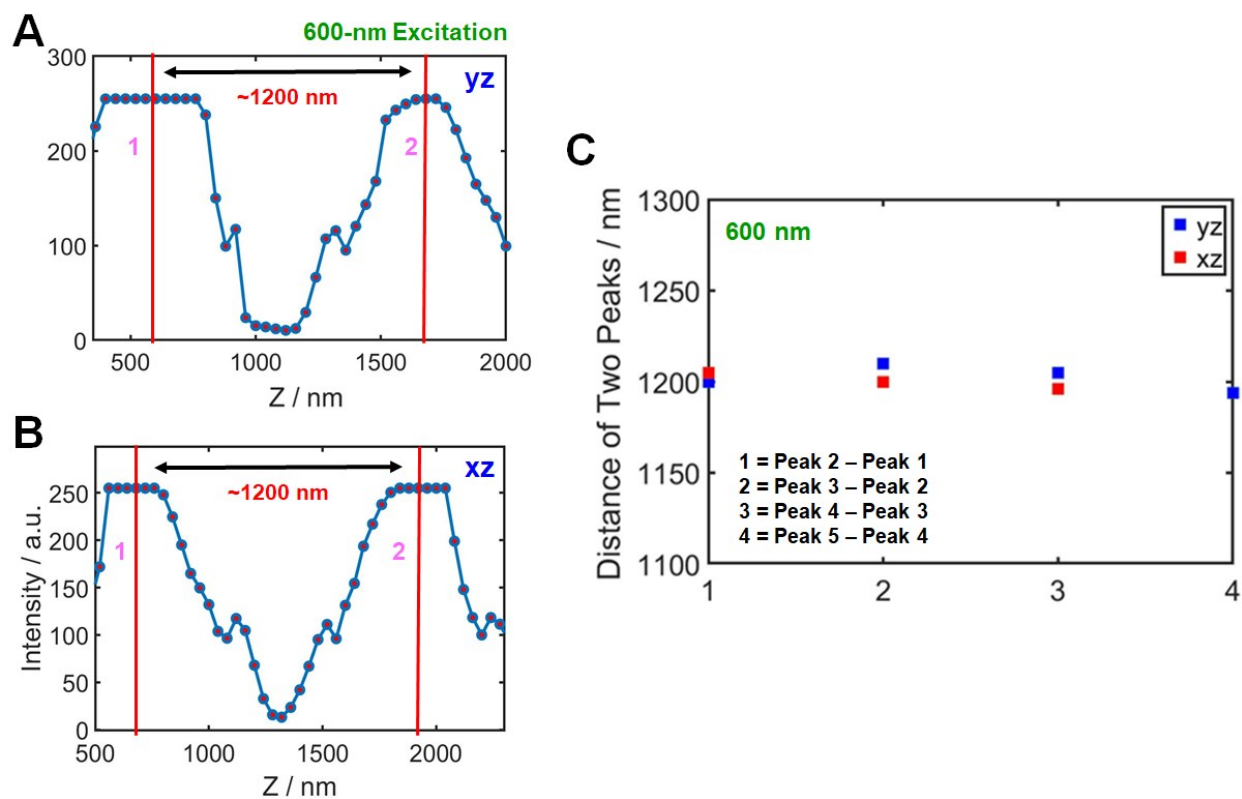 A
600-nm Excitation
300
200
100
0
yz
~1200 nm
1
2
500
1000
1500
2000
Z / nm
B
Intensity / a.u.
250
200
150
100
50
0
xz
~1200 nm
1
2
500
1000
1500
2000
Z / nm
C
Distance of Two Peaks / nm
1300
1250
1200
1150
1100
600 nm
yz
xz
1 = Peak 2 – Peak 1
2 = Peak 3 – Peak 2
3 = Peak 4 – Peak 3
4 = Peak 5 – Peak 4
1
2
3
4